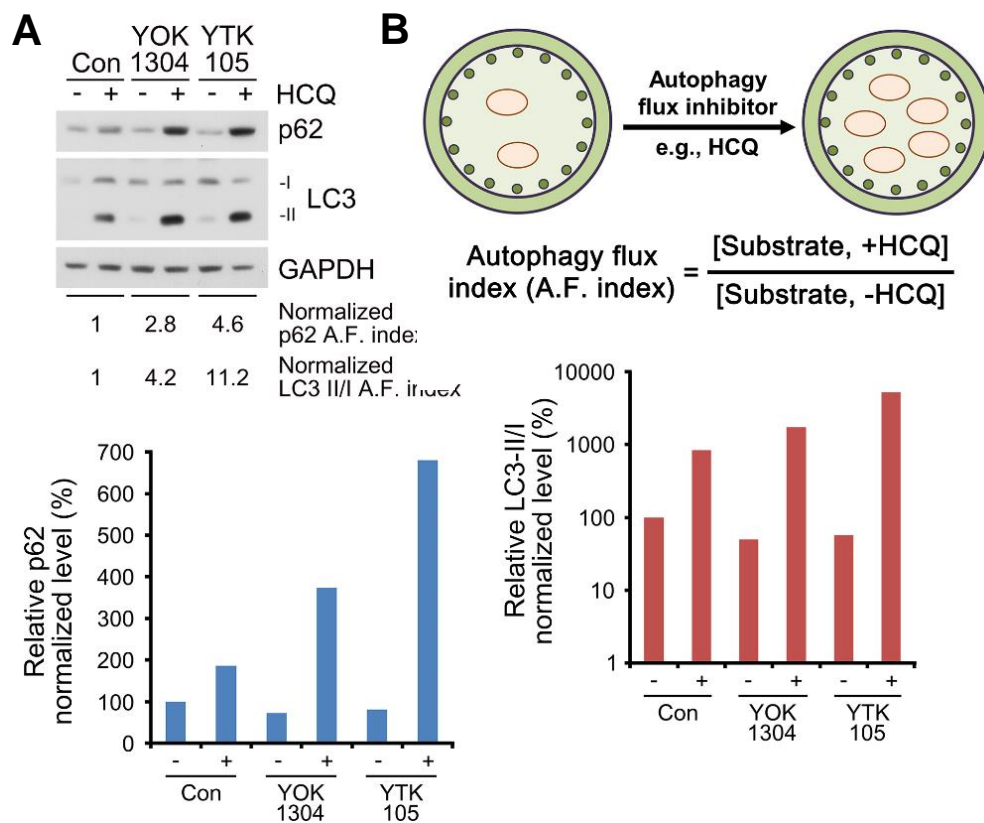 A
YOK YTK
Con 1304 105
- + - + - + HCQ
p62
-I
LC3
-II
GAPDH
1 2.8 4.6 Normalized
p62 A.F. index
1 4.2 11.2 Normalized
LC3 II/I A.F. index
B
Autophagy
flux inhibitor
e.g., HCQ
Autophagy flux
index (A.F. index)
=
[Substrate, +HCQ]
[Substrate, -HCQ]
Relative p62
normalized level (%)
700
600
500
400
300
200
100
0
- + - + - +
Con YOK YTK
1304 105
Relative LC3-II/I
normalized level (%)
10000
1000
100
10
1
- + - + - +
Con YOK YTK
1304 105